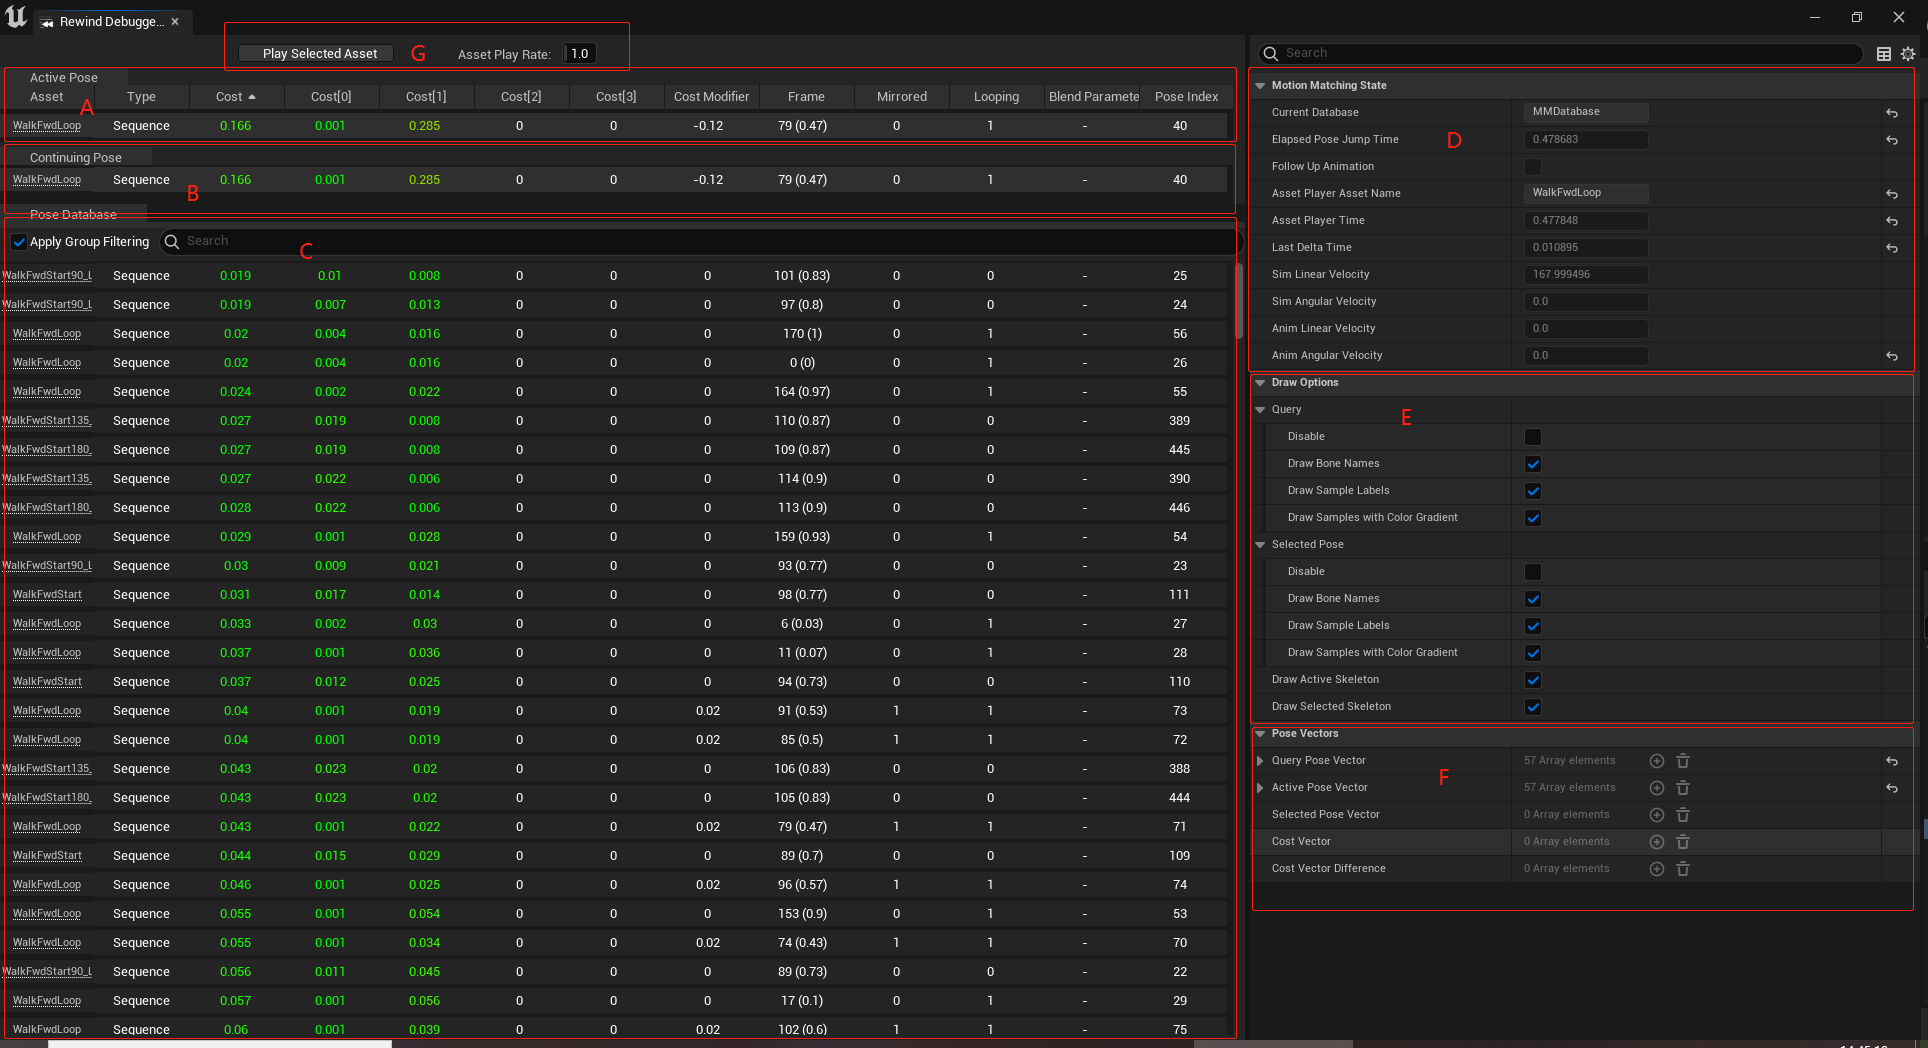 Rewind Debugge...
Play Selected Asset G Asset Play Rate: 1.0
Active Pose
Asset Type Cost Cost[0] Cost[1] Cost[2] Cost[3] Cost Modifier Frame Mirrored Looping Blend Paramete Pose Index
A
WalkFwdLoop Sequence 0.166 0.001 0.285 0 0 -0.12 79 (0.47) 0 1 - 40
Continuing Pose
WalkFwdLoop Sequence 0.166 0.001 0.285 0 0 -0.12 79 (0.47) 0 1 - 40
B
Pose Database
Apply Group Filtering Search
C
WalkFwdStart90_L Sequence 0.019 0.01 0.008 0 0 0 101 (0.83) 0 0 - 25
WalkFwdStart90_L Sequence 0.019 0.007 0.013 0 0 0 97 (0.8) 0 0 - 24
WalkFwdLoop Sequence 0.02 0.004 0.016 0 0 0 170 (1) 0 1 - 56
WalkFwdLoop Sequence 0.02 0.004 0.016 0 0 0 0 (0) 0 1 - 26
WalkFwdLoop Sequence 0.024 0.002 0.022 0 0 0 164 (0.97) 0 1 - 55
WalkFwdStart135_ Sequence 0.027 0.019 0.008 0 0 0 110 (0.87) 0 0 - 389
WalkFwdStart180_ Sequence 0.027 0.019 0.008 0 0 0 109 (0.87) 0 0 - 445
WalkFwdStart135_ Sequence 0.027 0.022 0.006 0 0 0 114 (0.9) 0 0 - 390
WalkFwdStart180_ Sequence 0.028 0.022 0.006 0 0 0 113 (0.9) 0 0 - 446
WalkFwdLoop Sequence 0.029 0.001 0.028 0 0 0 159 (0.93) 0 1 - 54
WalkFwdStart90_L Sequence 0.03 0.009 0.021 0 0 0 93 (0.77) 0 0 - 23
WalkFwdStart Sequence 0.031 0.017 0.014 0 0 0 98 (0.77) 0 0 - 111
WalkFwdLoop Sequence 0.033 0.002 0.03 0 0 0 6 (0.03) 0 1 - 27
WalkFwdLoop Sequence 0.037 0.001 0.036 0 0 0 11 (0.07) 0 1 - 28
WalkFwdStart Sequence 0.037 0.012 0.025 0 0 0 94 (0.73) 0 0 - 110
WalkFwdLoop Sequence 0.04 0.001 0.019 0 0 0.02 91 (0.53) 1 1 - 73
WalkFwdLoop Sequence 0.04 0.001 0.019 0 0 0.02 85 (0.5) 1 1 - 72
WalkFwdStart135_ Sequence 0.043 0.023 0.02 0 0 0 106 (0.83) 0 0 - 388
WalkFwdStart180_ Sequence 0.043 0.023 0.02 0 0 0 105 (0.83) 0 0 - 444
WalkFwdLoop Sequence 0.043 0.001 0.022 0 0 0.02 79 (0.47) 1 1 - 71
WalkFwdStart Sequence 0.044 0.015 0.029 0 0 0 89 (0.7) 0 0 - 109
WalkFwdLoop Sequence 0.046 0.001 0.025 0 0 0.02 96 (0.57) 1 1 - 74
WalkFwdLoop Sequence 0.055 0.001 0.054 0 0 0 153 (0.9) 0 1 - 53
WalkFwdLoop Sequence 0.055 0.001 0.034 0 0 0.02 74 (0.43) 1 1 - 70
WalkFwdStart90_L Sequence 0.056 0.011 0.045 0 0 0 89 (0.73) 0 0 - 22
WalkFwdLoop Sequence 0.057 0.001 0.056 0 0 0 17 (0.1) 0 1 - 29
WalkFwdLoop Sequence 0.06 0.001 0.039 0 0 0.02 102 (0.6) 1 1 - 75
Search
Motion Matching State
Current Database MMDatabase
Elapsed Pose Jump Time D 0.478683
Follow Up Animation
Asset Player Asset Name WalkFwdLoop
Asset Player Time 0.477848
Last Delta Time 0.010895
Sim Linear Velocity 167.999496
Sim Angular Velocity 0.0
Anim Linear Velocity 0.0
Anim Angular Velocity 0.0
Draw Options
Query
E
Disable
Draw Bone Names
Draw Sample Labels
Draw Samples with Color Gradient
Selected Pose
Disable
Draw Bone Names
Draw Sample Labels
Draw Samples with Color Gradient
Draw Active Skeleton
Draw Selected Skeleton
Pose Vectors
Query Pose Vector 57 Array elements
F
Active Pose Vector 57 Array elements
Selected Pose Vector 0 Array elements
Cost Vector 0 Array elements
Cost Vector Difference 0 Array elements